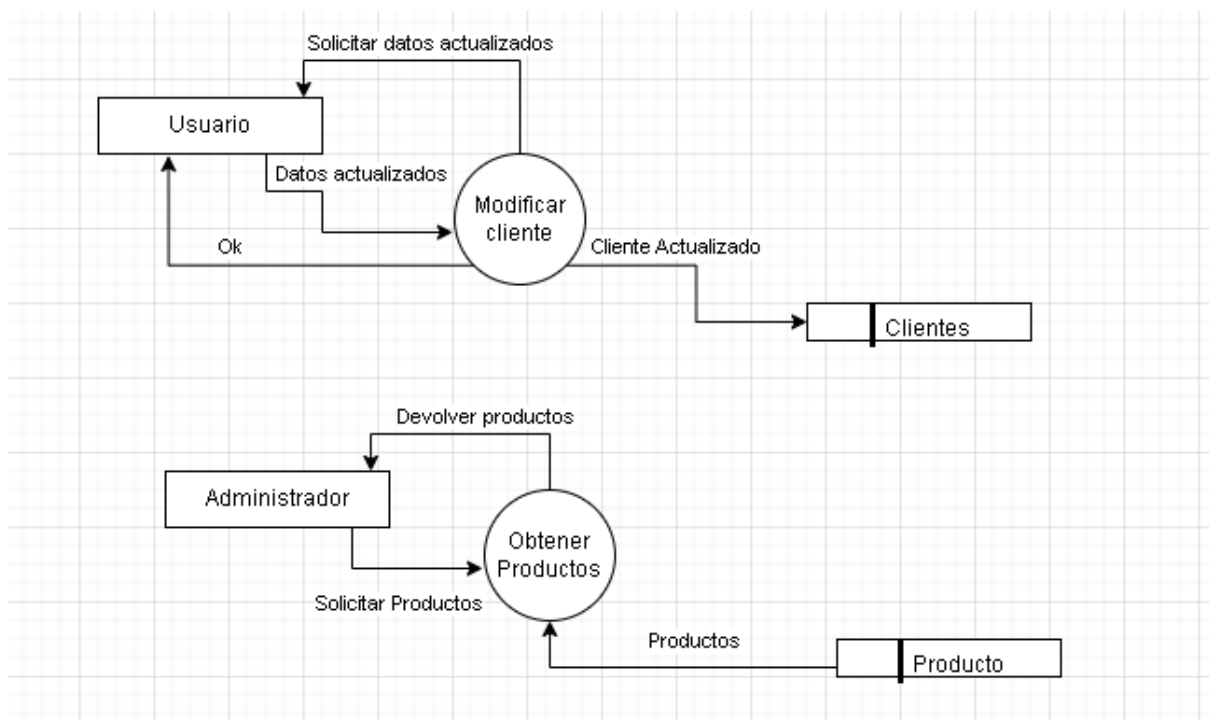 Solicitar datos actualizados
Usuario
Datos actualizados
Modificar
cliente
Ok
Cliente Actualizado
Clientes
Devolver productos
Administrador
Obtener
Productos
Solicitar Productos
Productos
Producto